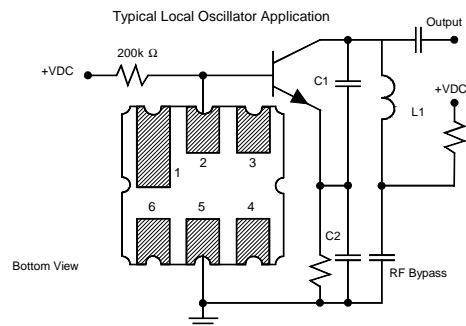 Typical Local Oscillator Application
Output
200k Ω
+VDC
C1
+VDC
L1
1
2
3
6
5
4
C2
Bottom View
RF Bypass